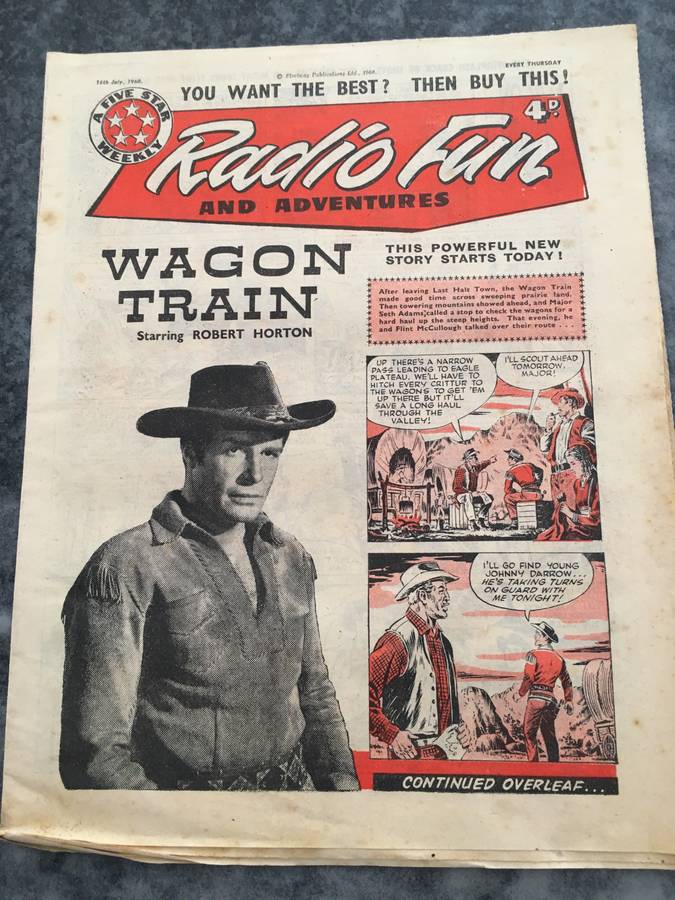 16th July, 1960.
© Fleetway Publications Ltd., 1960.
EVERY THURSDAY
YOU WANT THE BEST? THEN BUY THIS!
A FIVE STAR
WEEKLY
4D.
Radio Fun
AND ADVENTURES
WAGON
TRAIN
Starring ROBERT HORTON
THIS POWERFUL NEW
STORY STARTS TODAY!
After leaving Last Halt Town, the Wagon Train
made good time across sweeping prairie land.
Then towering mountains showed ahead, and Major
Seth Adams called a stop to check the wagons for a
hard haul up the steep heights. That evening, he
and Flint McCullough talked over their route . . .
UP THERE'S A NARROW
PASS LEADING TO EAGLE
PLATEAU. WE'LL HAVE TO
HITCH EVERY CRITTUR TO
THE WAGONS TO GET 'EM
UP THERE BUT IT'LL
SAVE A LONG HAUL
THROUGH THE
VALLEY!
I'LL SCOUT AHEAD
TOMORROW,
MAJOR!
I'LL GO FIND YOUNG
JOHNNY DARROW...
HE'S TAKING TURNS
ON GUARD WITH
ME TONIGHT!
CONTINUED OVERLEAF...